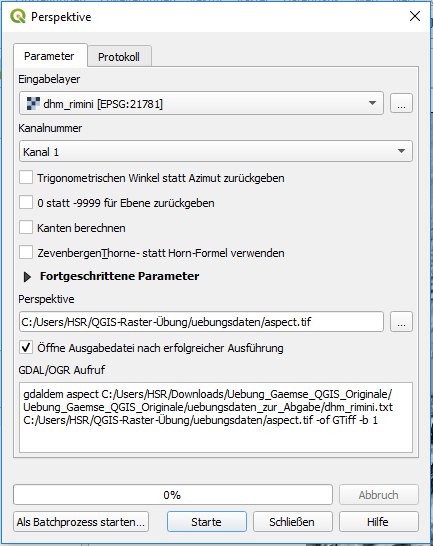 Perspektive
Parameter
Protokoll
Eingabelayer
dhm_rimini [EPSG:21781]
...
Kanalnummer
Kanal 1
Trigonometrischen Winkel statt Azimut zurückgeben
0 statt -9999 für Ebene zurückgeben
Kanten berechnen
ZevenbergenThorne- statt Horn-Formel verwenden
Fortgeschrittene Parameter
Perspektive
C:/Users/HSR/QGIS-Raster-Übung/uebungsdaten/aspect.tif
...
Öffne Ausgabedatei nach erfolgreicher Ausführung
GDAL/OGR Aufruf
gdaldem aspect C:/Users/HSR/Downloads/Uebung_Gaemse_QGIS_Originale/
Uebung_Gaemse_QGIS_Originale/uebungsdaten_zur_Abgabe/dhm_rimini.txt
C:/Users/HSR/QGIS-Raster-Übung/uebungsdaten/aspect.tif -of GTiff -b 1
0%
Abbruch
Als Batchprozess starten...
Starte
Schließen
Hilfe